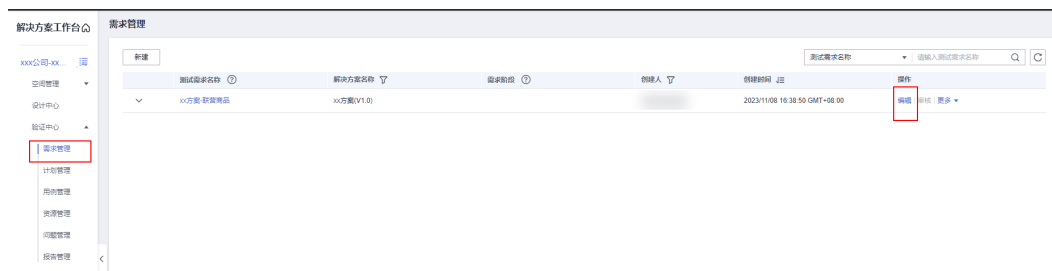 解决方案工作台
需求管理
xxx公司-xx...
空间管理
设计中心
验证中心
需求管理
计划管理
用例管理
资源管理
问题管理
报告管理
新建
测试需求名称
请输入测试需求名称
测试需求名称 解决方案名称 需求阶段 创建人 创建时间 操作
xx方案-联营商品 xx方案(V1.0) 2023/11/08 16:38:50 GMT+08:00 编辑 审核 更多